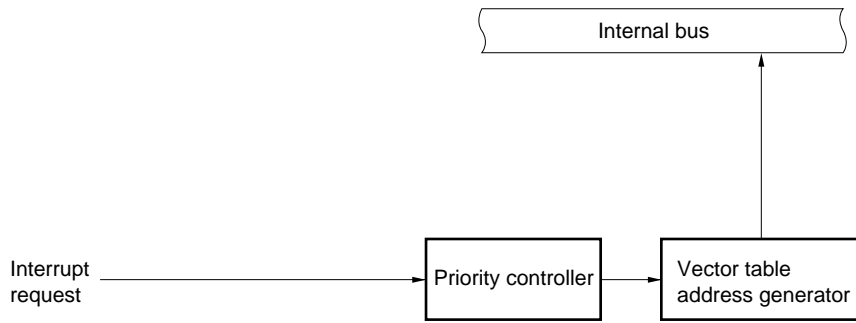 Internal bus
Interrupt
request
Priority controller
Vector table
address generator